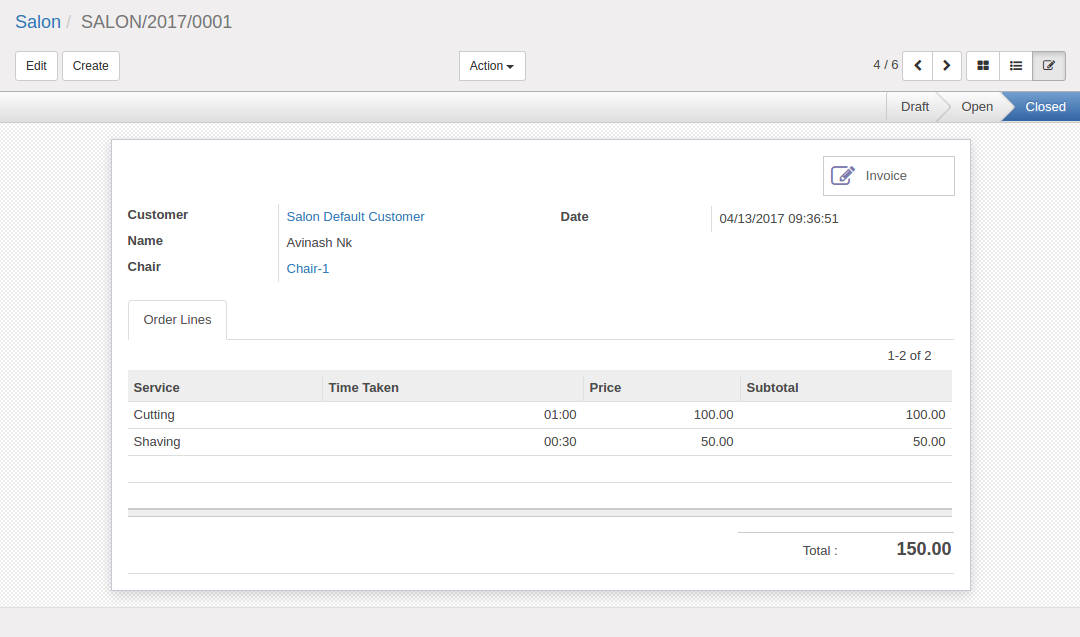 Salon / SALON/2017/0001
Edit Create Action 4 / 6
Draft Open Closed
Invoice
Customer Salon Default Customer Date 04/13/2017 09:36:51
Name Avinash Nk
Chair Chair-1
Order Lines
1-2 of 2
Service Time Taken Price Subtotal
Cutting 01:00 100.00 100.00
Shaving 00:30 50.00 50.00
Total : 150.00